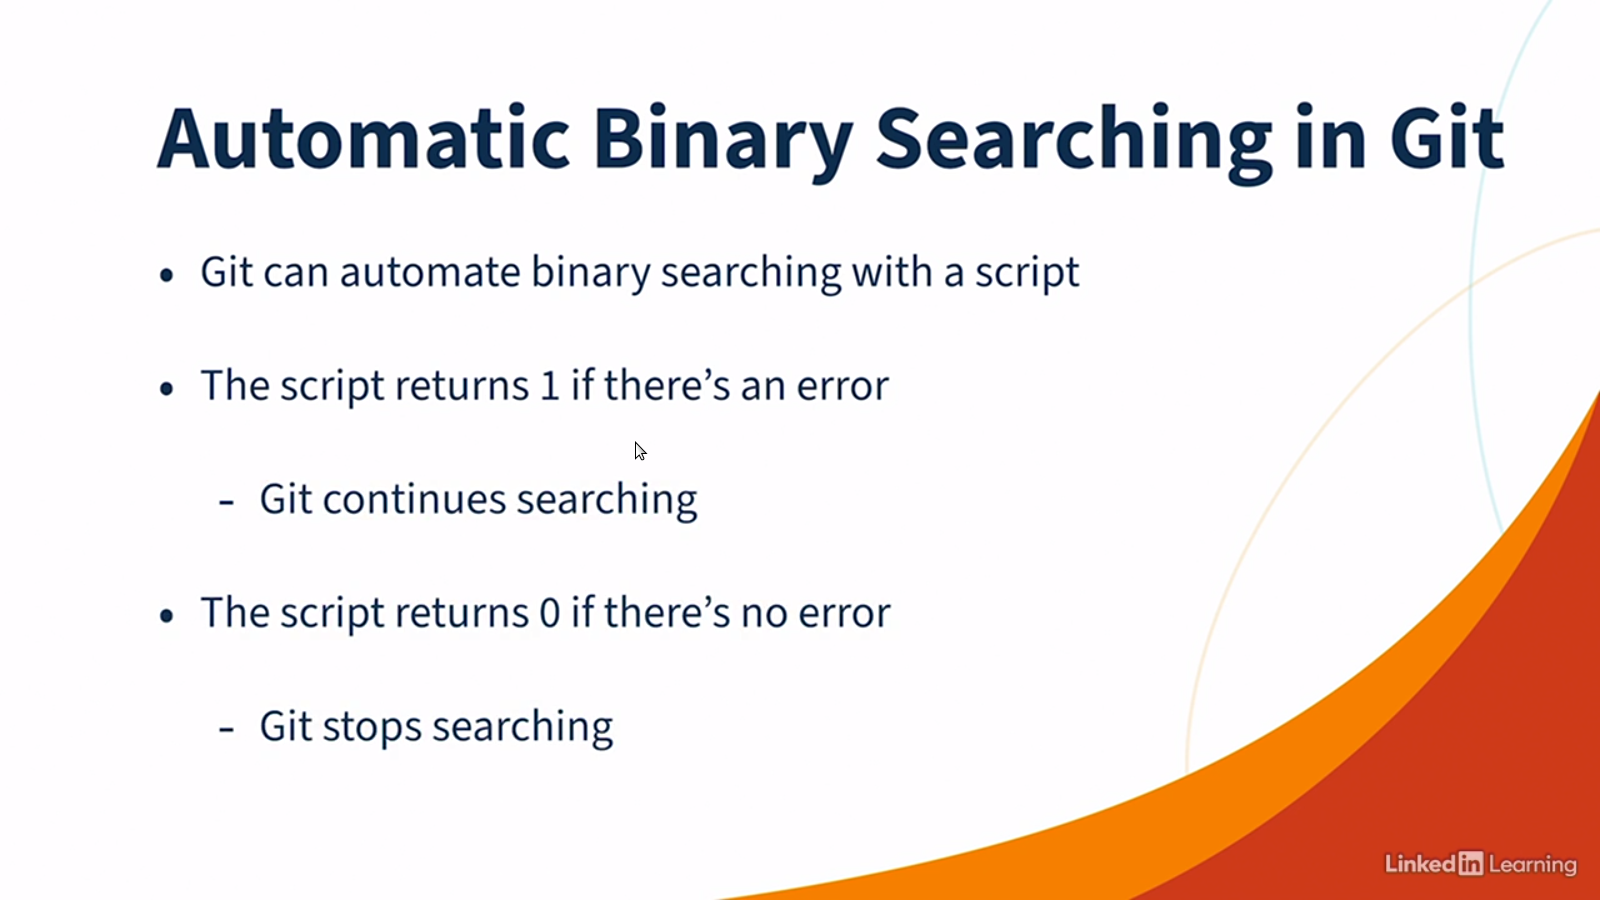 Automatic Binary Searching in Git
• Git can automate binary searching with a script
• The script returns 1 if there’s an error
- Git continues searching
• The script returns 0 if there’s no error
- Git stops searching
Linked in Learning